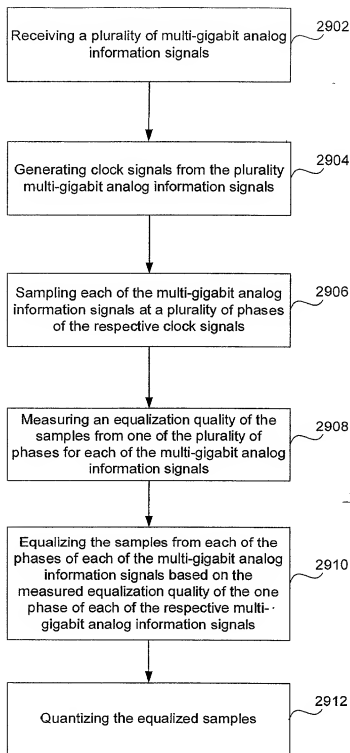 2902
Receiving a plurality of multi-gigabit analog
information signals
2904
Generating clock signals from the plurality
multi-gigabit analog information signals
2906
Sampling each of the multi-gigabit analog
information signals at a plurality of phases
of the respective clock signals
2908
Measuring an equalization quality of the
samples from one of the plurality of
phases for each of the multi-gigabit analog
information signals
2910
Equalizing the samples from each of the
phases of each of the multi-gigabit analog
information signals based on the
measured equalization quality of the one
phase of each of the respective multi-
gigabit analog information signals
2912
Quantizing the equalized samples